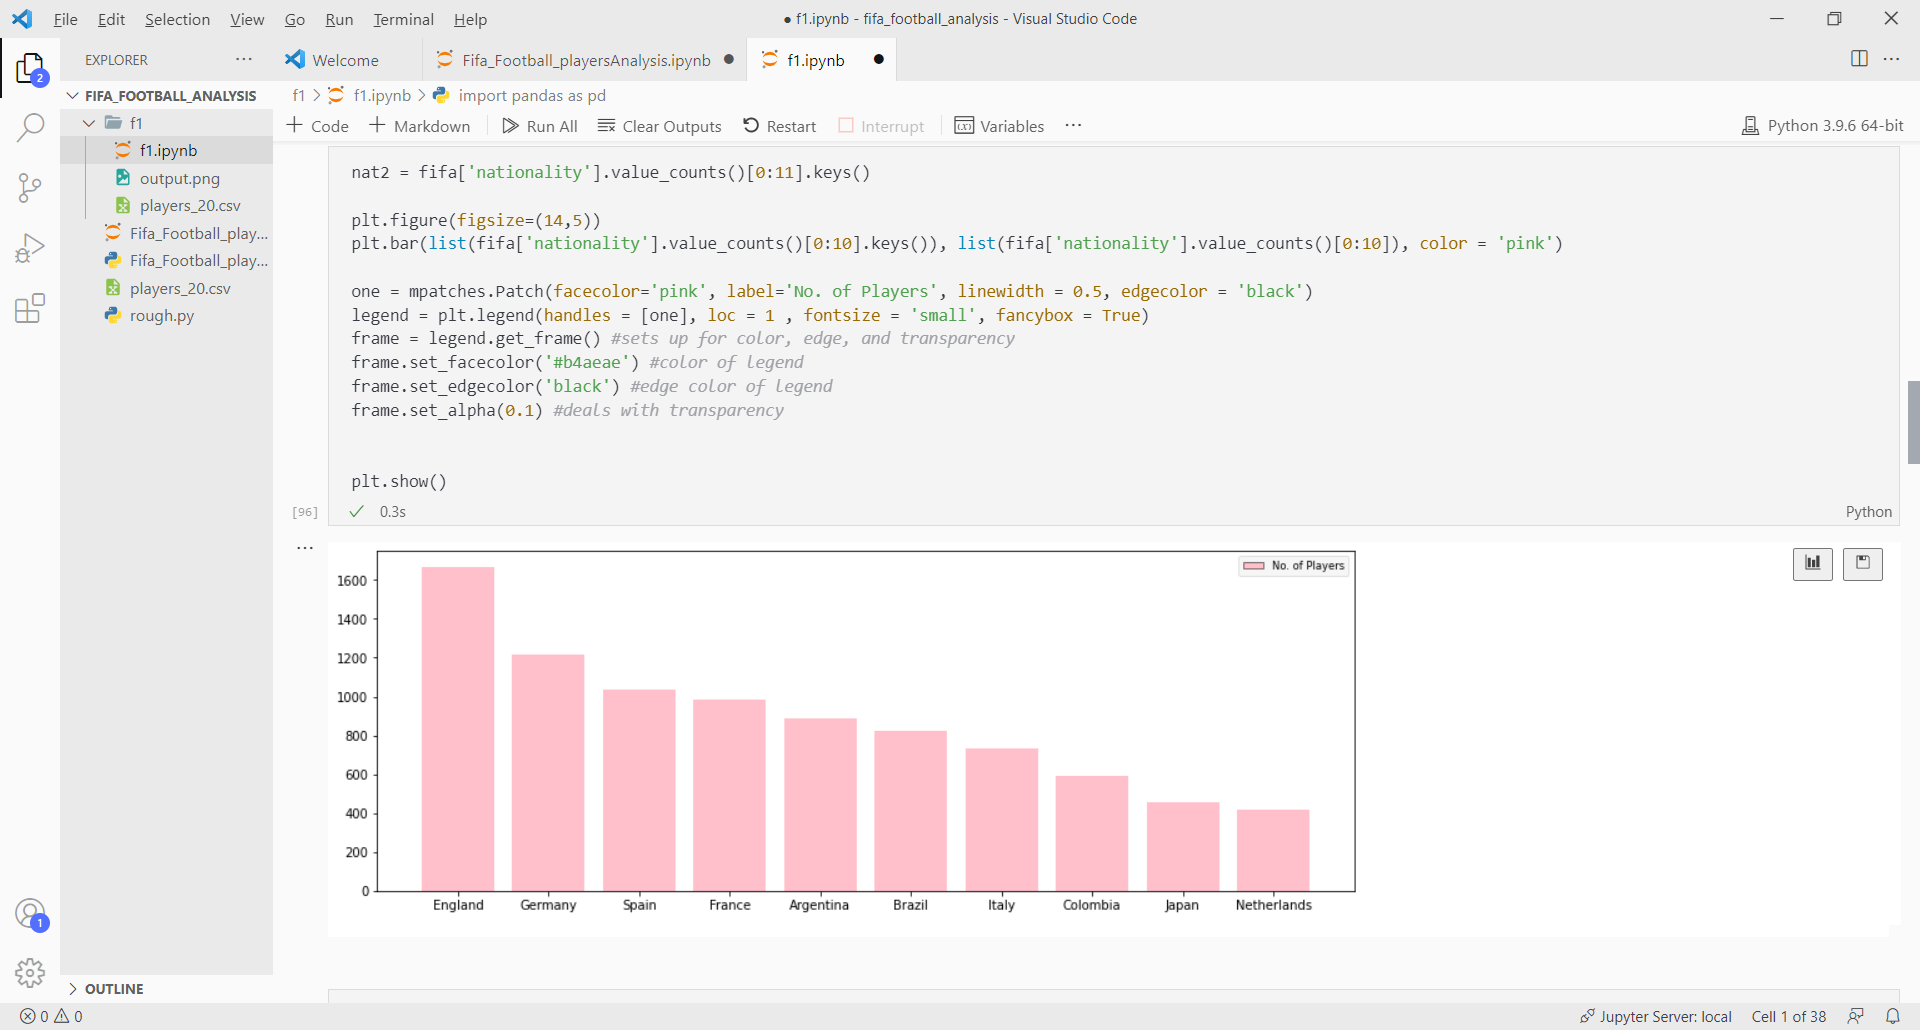 File Edit Selection View Go Run Terminal Help
● f1.ipynb - fifa_football_analysis - Visual Studio Code
EXPLORER ···
Welcome
Fifa_Football_playersAnalysis.ipynb ●
f1.ipynb ●
FIFA_FOOTBALL_ANALYSIS
f1
f1.ipynb
output.png
players_20.csv
Fifa_Football_play...
Fifa_Football_play...
players_20.csv
rough.py
OUTLINE
2
1
f1 > f1.ipynb > import pandas as pd
+ Code + Markdown Run All Clear Outputs Restart Interrupt Variables ··· Python 3.9.6 64-bit
nat2 = fifa['nationality'].value_counts()[0:11].keys()
plt.figure(figsize=(14,5))
plt.bar(list(fifa['nationality'].value_counts()[0:10].keys()), list(fifa['nationality'].value_counts()[0:10]), color = 'pink')
one = mpatches.Patch(facecolor='pink', label='No. of Players', linewidth = 0.5, edgecolor = 'black')
legend = plt.legend(handles = [one], loc = 1 , fontsize = 'small', fancybox = True)
frame = legend.get_frame() #sets up for color, edge, and transparency
frame.set_facecolor('#b4aeae') #color of legend
frame.set_edgecolor('black') #edge color of legend
frame.set_alpha(0.1) #deals with transparency
plt.show()
[96] ✓ 0.3s Python
···
No. of Players
1600
1400
1200
1000
800
600
400
200
0
England Germany Spain France Argentina Brazil Italy Colombia Japan Netherlands
0 0 Jupyter Server: local Cell 1 of 38